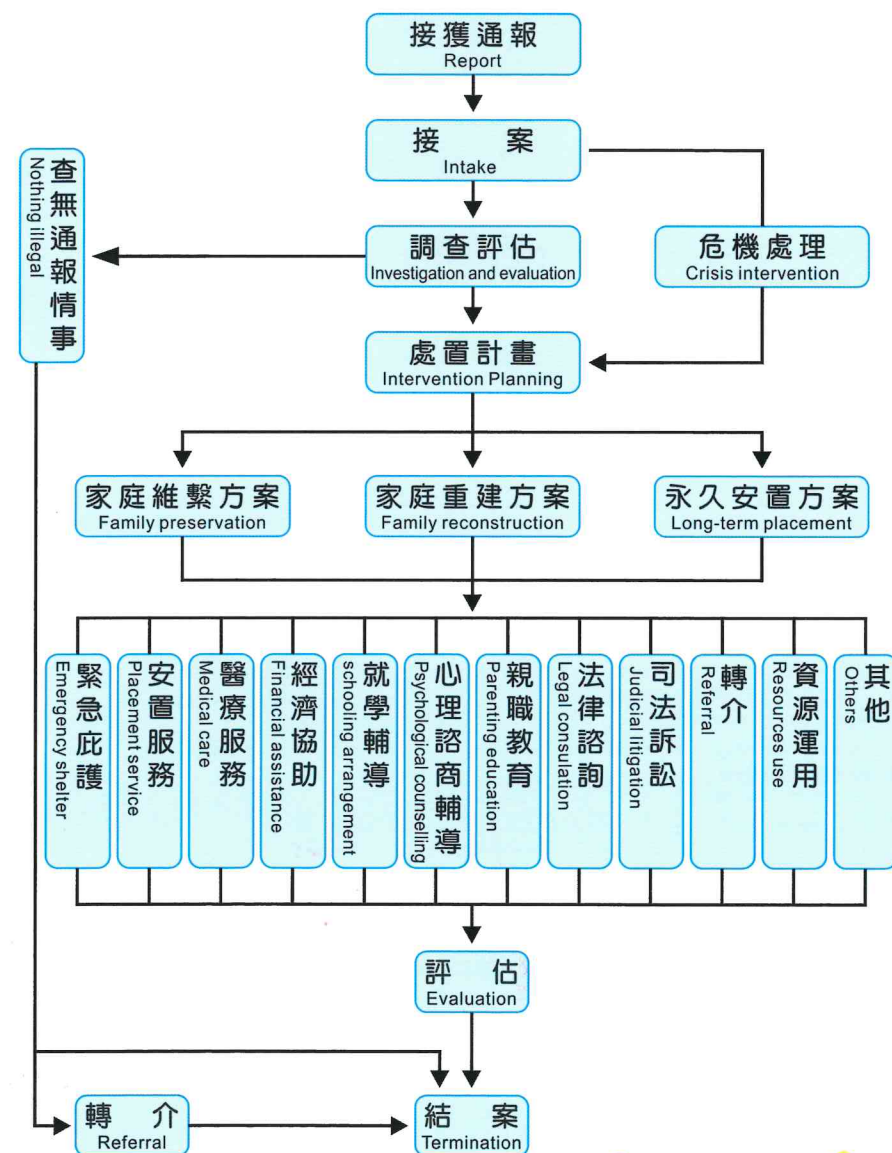 接獲通報
Report
接 案
Intake
查無通報情事
Nothing illegal
調查評估
Investigation and evaluation
危機處理
Crisis intervention
處置計畫
Intervention Planning
家庭維繫方案
Family preservation
家庭重建方案
Family reconstruction
永久安置方案
Long-term placement
緊急庇護
Emergency shelter
安置服務
Placement service
醫療服務
Medical care
經濟協助
Financial assistance
就學輔導
schooling arrangement
心理諮商輔導
Psychological counselling
親職教育
Parenting education
法律諮詢
Legal consulation
司法訴訟
Judicial litigation
轉介
Referral
資源運用
Resources use
其他
Others
評 估
Evaluation
轉 介
Referral
結 案
Termination